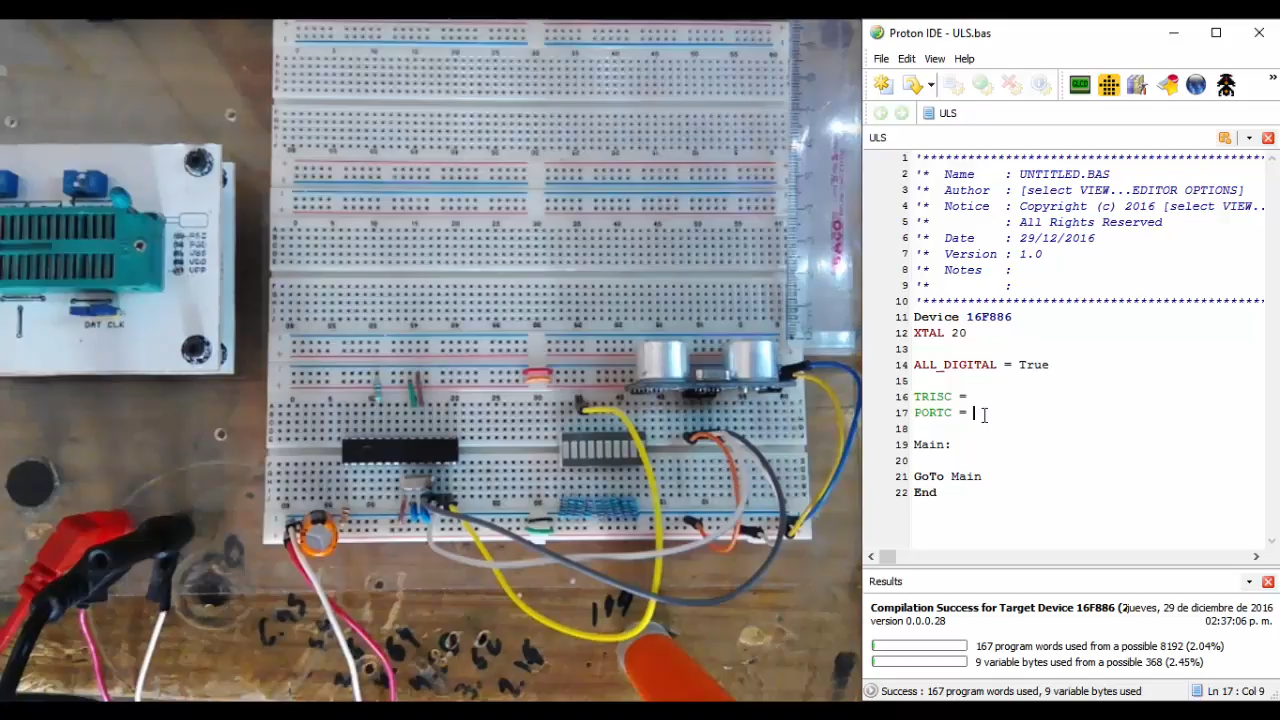 DAT CLK
Proton IDE - ULS.bas
File Edit View Help
ULS
ULS
1 '************************************************
2 '* Name : UNTITLED.BAS
3 '* Author : [select VIEW...EDITOR OPTIONS]
4 '* Notice : Copyright (c) 2016 [select VIEW..
5 '* : All Rights Reserved
6 '* Date : 29/12/2016
7 '* Version : 1.0
8 '* Notes :
9 '* :
10 '************************************************
11 Device 16F886
12 XTAL 20
13
14 ALL_DIGITAL = True
15
16 TRISC =
17 PORTC =
18
19 Main:
20
21 GoTo Main
22 End
Results
Compilation Success for Target Device 16F886 (2 jueves, 29 de diciembre de 2016
version 0.0.0.28 02:37:06 p. m.
167 program words used from a possible 8192 (2.04%)
9 variable bytes used from a possible 368 (2.45%)
Success : 167 program words used, 9 variable bytes used Ln 17 : Col 9